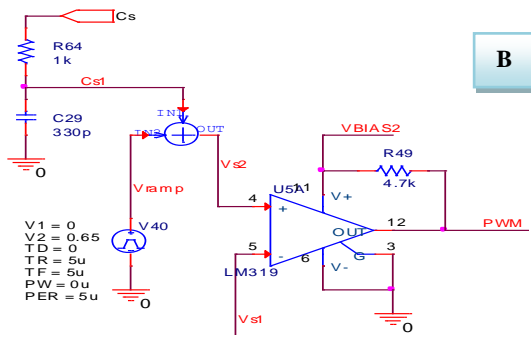 Cs
R64
1k
B
Cs1
IN1
C29
330p
IN2
OUT
VBIAS2
0
Vs2
R49
4.7k
Vramp
U5A
11
V+
4
+
12
OUT
PWM
V1 = 0
V40
V2 = 0.65
TD = 0
5
-
G
3
TR = 5u
LM319
6
V-
TF = 5u
PW = 0u
PER = 5u
0
Vs1
0